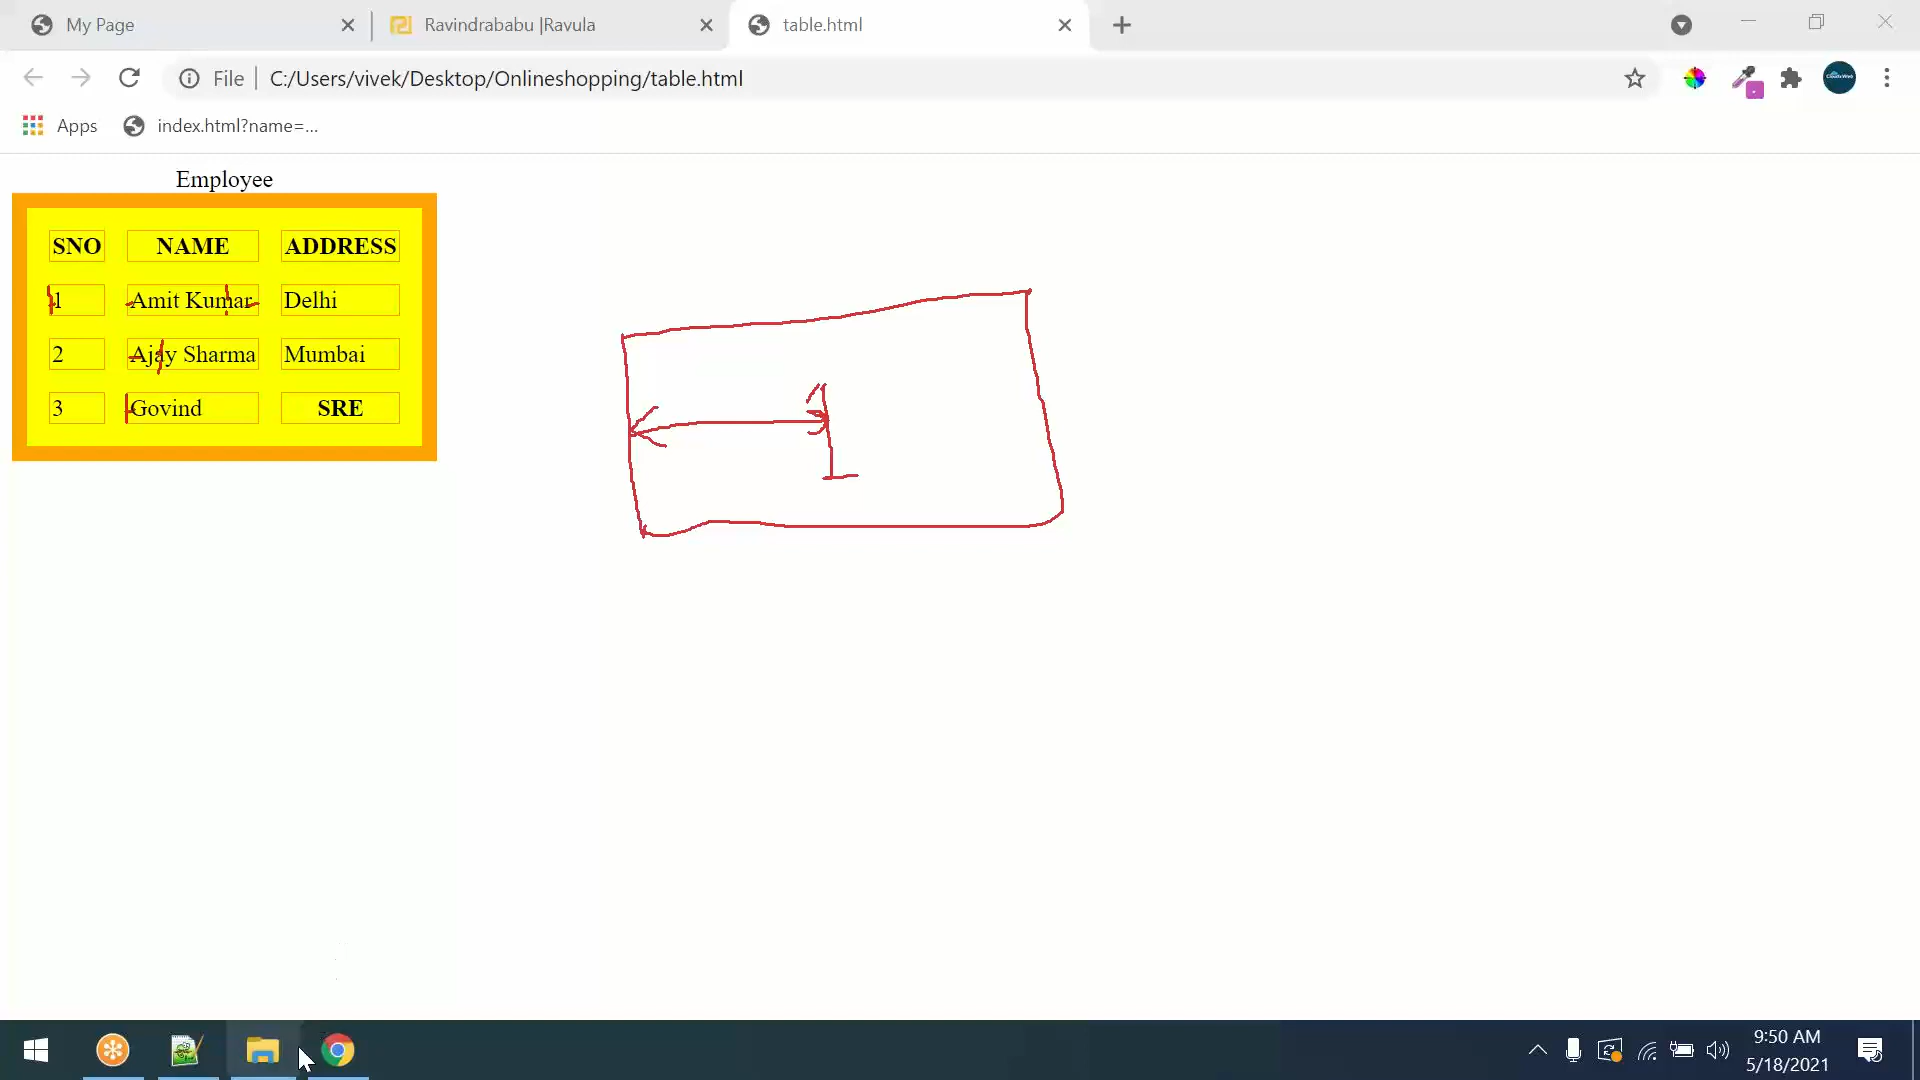 My Page
Ravindrababu |Ravula
table.html
File
C:/Users/vivek/Desktop/Onlineshopping/table.html
Apps
index.html?name=...
Employee
SNO NAME ADDRESS
1 Amit Kumar Delhi
2 Ajay Sharma Mumbai
3 Govind SRE
1
9:50 AM
5/18/2021